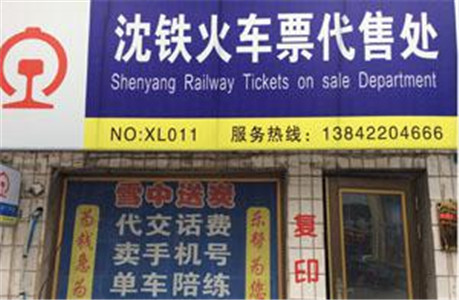 沈铁火车票代售处
Shenyang Railway Tickets on sale Department
NO:XL011 服务热线：13842204666
雪中送炭
代交话费
卖手机号
单车陪练
为钱您为
乐帮为您
复印